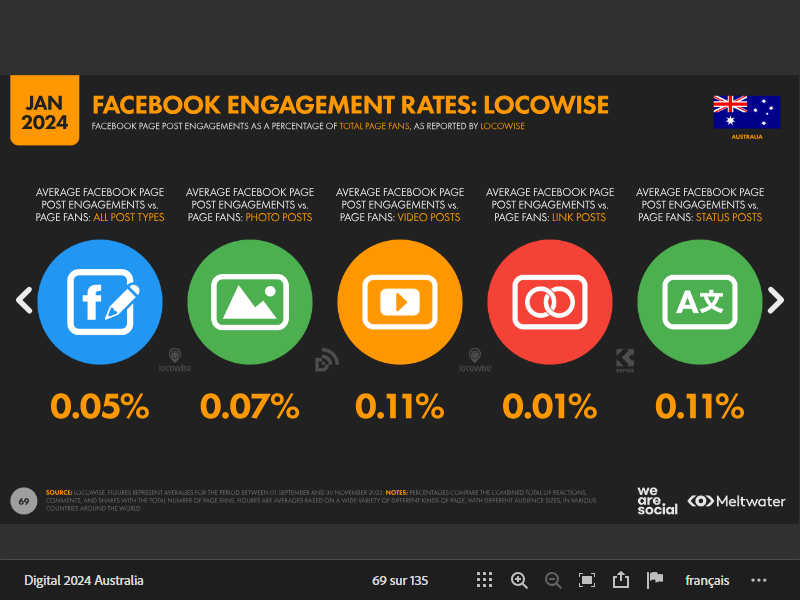 JAN
2024
FACEBOOK ENGAGEMENT RATES: LOCOWISE
FACEBOOK PAGE POST ENGAGEMENTS AS A PERCENTAGE OF TOTAL PAGE FANS, AS REPORTED BY LOCOWISE
AUSTRALIA
AVERAGE FACEBOOK PAGE
POST ENGAGEMENTS vs.
PAGE FANS: ALL POST TYPES
AVERAGE FACEBOOK PAGE
POST ENGAGEMENTS vs.
PAGE FANS: PHOTO POSTS
AVERAGE FACEBOOK PAGE
POST ENGAGEMENTS vs.
PAGE FANS: VIDEO POSTS
AVERAGE FACEBOOK PAGE
POST ENGAGEMENTS vs.
PAGE FANS: LINK POSTS
AVERAGE FACEBOOK PAGE
POST ENGAGEMENTS vs.
PAGE FANS: STATUS POSTS
f
A文
locowise
locowise
KEPIOS
0.05%
0.07%
0.11%
0.01%
0.11%
69
SOURCE: LOCOWISE. FIGURES REPRESENT AVERAGES FOR THE PERIOD BETWEEN 01 SEPTEMBER AND 30 NOVEMBER 2023. NOTES: PERCENTAGES COMPARE THE COMBINED TOTAL OF REACTIONS,
COMMENTS, AND SHARES WITH THE TOTAL NUMBER OF PAGE FANS. FIGURES ARE AVERAGES BASED ON A WIDE VARIETY OF DIFFERENT KINDS OF PAGE, WITH DIFFERENT AUDIENCE SIZES, IN VARIOUS
COUNTRIES AROUND THE WORLD.
we
are.
social
Meltwater
Digital 2024 Australia
69 sur 135
français